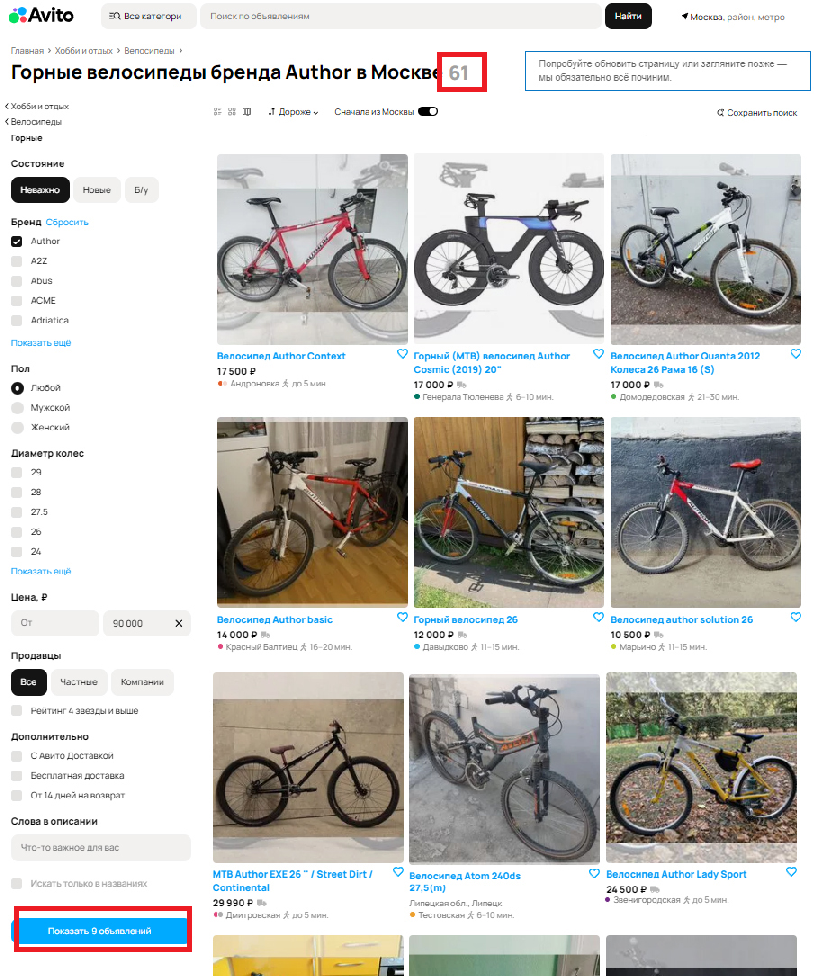 Avito
Все категори
Поиск по объявлениям
Найти
Москва, район, метро
Главная > Хобби и отдых > Велосипеды >
Горные велосипеды бренда Author в Москве 61
Попробуйте обновить страницу или загляните позже —
мы обязательно всё починим.
Хобби и отдых
Велосипеды
Горные
Дороже
Сначала из Москвы
Сохранить поиск
Состояние
Неважно
Новые
Б/у
Бренд Сбросить
Author
A2Z
Abus
ACME
Adriatica
Показать ещё
Пол
Любой
Мужской
Женский
Диаметр колес
29
28
27.5
26
24
Показать ещё
Цена, ₽
От
90 000
Продавцы
Все
Частные
Компании
Рейтинг 4 звезды и выше
Дополнительно
С Авито Доставкой
Бесплатная доставка
От 14 дней на возврат
Слова в описании
Что-то важное для вас
Искать только в названиях
Показать 9 объявлений
Велосипед Author Context
17 500 ₽
Андроновка до 5 мин.
Горный (MTB) велосипед Author
Cosmic (2019) 20"
17 000 ₽
Генерала Тюленева 6–10 мин.
Велосипед Author Quanta 2012
Колеса 26 Рама 16 (S)
17 000 ₽
Домодедовская 21–30 мин.
Велосипед Author basic
14 000 ₽
Красный Балтиец 16–20 мин.
Горный велосипед 26
12 000 ₽
Давыдково 11–15 мин.
Велосипед author solution 26
10 500 ₽
Марьино 11–15 мин.
MTB Author EXE 26 " / Street Dirt /
Continental
29 990 ₽
Дмитровская до 5 мин.
Велосипед Atom 240ds
27.5(m)
Липецкая обл., Липецк
Тестовская 6–10 мин.
Велосипед Author Lady Sport
24 500 ₽
Звенигородская до 5 мин.